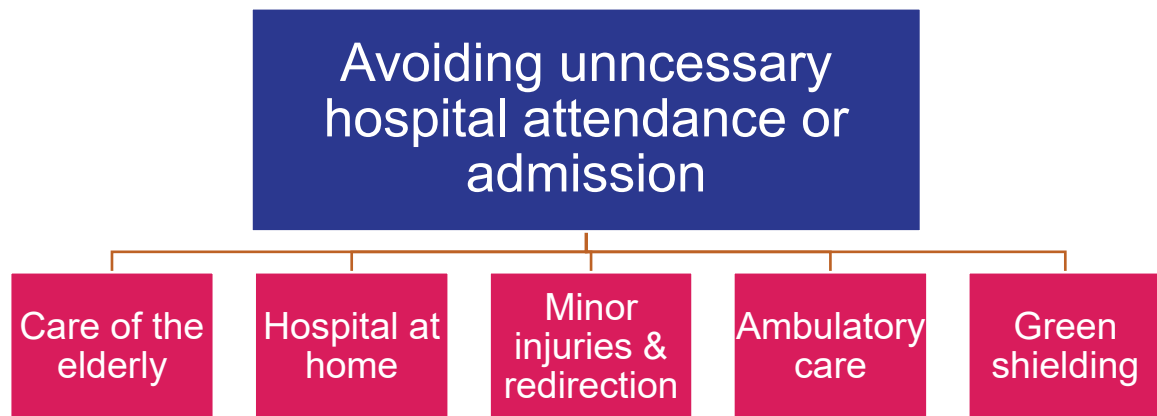 Avoiding unncessary
hospital attendance or
admission
Care of the
elderly
Hospital at
home
Minor
injuries &
redirection
Ambulatory
care
Green
shielding